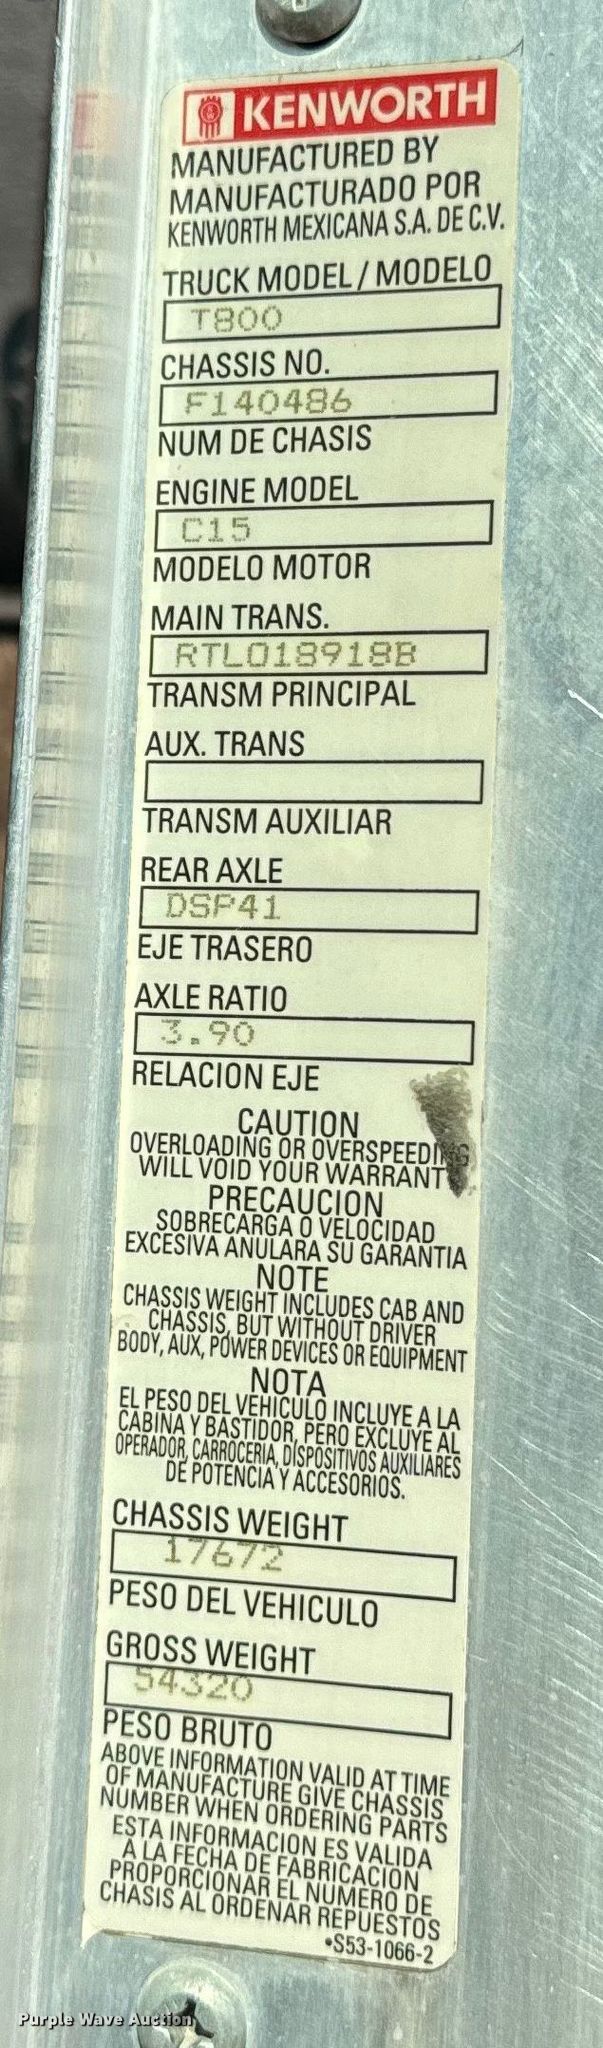 KENWORTH
MANUFACTURED BY
MANUFACTURADO POR
KENWORTH MEXICANA S.A. DE C.V.
TRUCK MODEL / MODELO
T800
CHASSIS NO.
F140486
NUM DE CHASIS
ENGINE MODEL
C15
MODELO MOTOR
MAIN TRANS.
RTLO18918B
TRANSM PRINCIPAL
AUX. TRANS
TRANSM AUXILIAR
REAR AXLE
DSP41
EJE TRASERO
AXLE RATIO
3.90
RELACION EJE
CAUTION
OVERLOADING OR OVERSPEEDING
WILL VOID YOUR WARRANT
PRECAUCION
SOBRECARGA O VELOCIDAD
EXCESIVA ANULARA SU GARANTIA
NOTE
CHASSIS WEIGHT INCLUDES CAB AND
CHASSIS, BUT WITHOUT DRIVER
BODY, AUX, POWER DEVICES OR EQUIPMENT
NOTA
EL PESO DEL VEHICULO INCLUYE A LA
CABINA Y BASTIDOR, PERO EXCLUYE AL
OPERADOR, CARROCERIA, DISPOSITIVOS AUXILIARES
DE POTENCIA Y ACCESORIOS.
CHASSIS WEIGHT
17672
PESO DEL VEHICULO
GROSS WEIGHT
54320
PESO BRUTO
ABOVE INFORMATION VALID AT TIME
OF MANUFACTURE GIVE CHASSIS
NUMBER WHEN ORDERING PARTS
ESTA INFORMACION ES VALIDA
A LA FECHA DE FABRICACION
PROPORCIONAR EL NUMERO DE
CHASIS AL ORDENAR REPUESTOS
•S53-1066-2
Purple Wave Auction